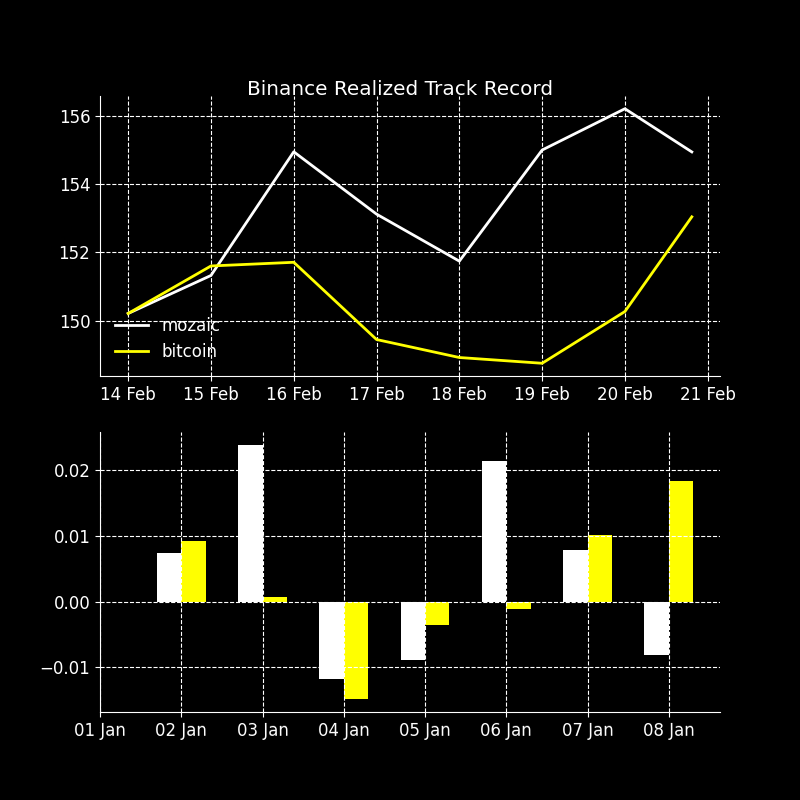 Binance Realized Track Record
156
154
152
150
mozaic
bitcoin
14 Feb 15 Feb 16 Feb 17 Feb 18 Feb 19 Feb 20 Feb 21 Feb
0.02
0.01
0.00
−0.01
01 Jan 02 Jan 03 Jan 04 Jan 05 Jan 06 Jan 07 Jan 08 Jan